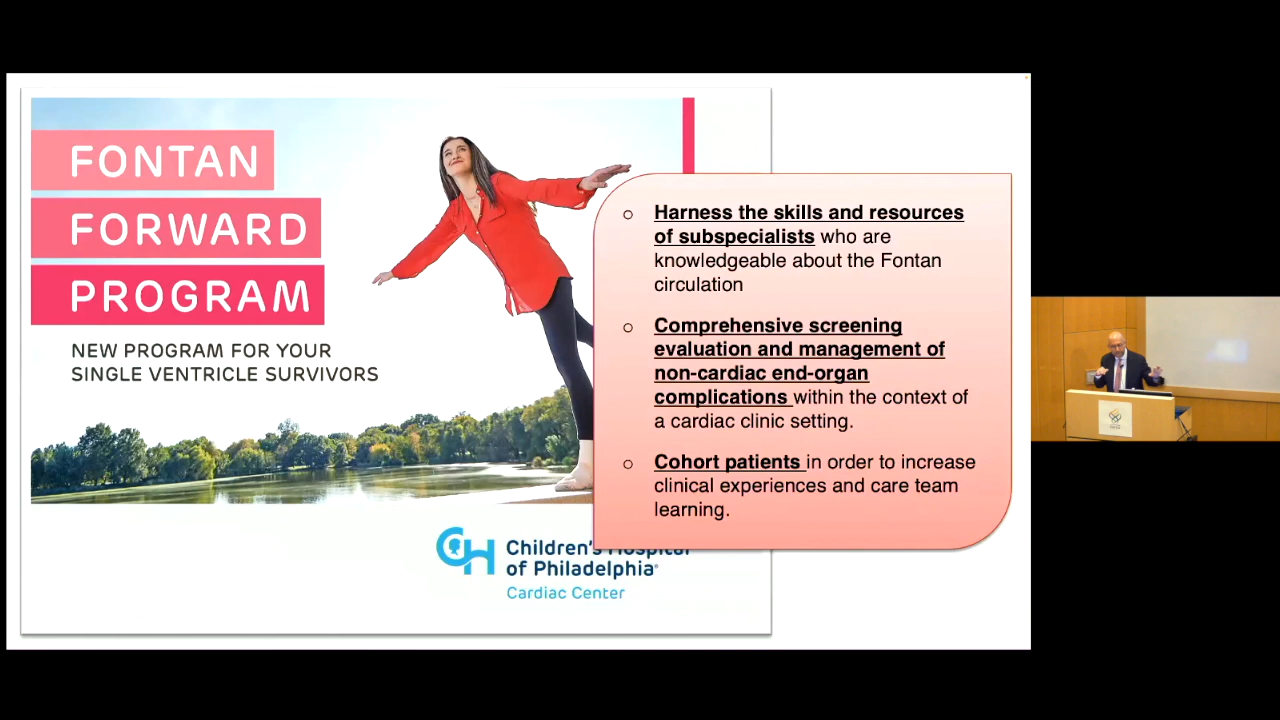 FONTAN
FORWARD
PROGRAM
NEW PROGRAM FOR YOUR
SINGLE VENTRICLE SURVIVORS
Harness the skills and resources
of subspecialists who are
knowledgeable about the Fontan
circulation
Comprehensive screening
evaluation and management of
non-cardiac end-organ
complications within the context of
a cardiac clinic setting.
Cohort patients in order to increase
clinical experiences and care team
learning.
CH
Children's Hospital
of Philadelphia
Cardiac Center